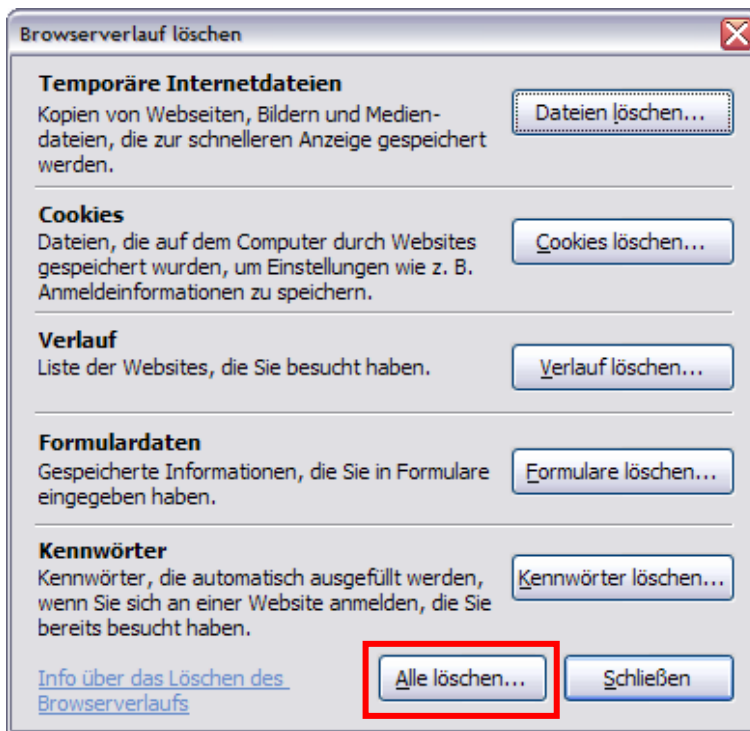 Browserverlauf löschen
Temporäre Internetdateien
Kopien von Webseiten, Bildern und Medien-
dateien, die zur schnelleren Anzeige gespeichert
werden.
Dateien löschen...
Cookies
Dateien, die auf dem Computer durch Websites
gespeichert wurden, um Einstellungen wie z. B.
Anmeldeinformationen zu speichern.
Cookies löschen...
Verlauf
Liste der Websites, die Sie besucht haben.
Verlauf löschen...
Formulardaten
Gespeicherte Informationen, die Sie in Formulare
eingegeben haben.
Formulare löschen...
Kennwörter
Kennwörter, die automatisch ausgefüllt werden,
wenn Sie sich an einer Website anmelden, die Sie
bereits besucht haben.
Kennwörter löschen...
Info über das Löschen des
Browserverlaufs
Alle löschen...
Schließen